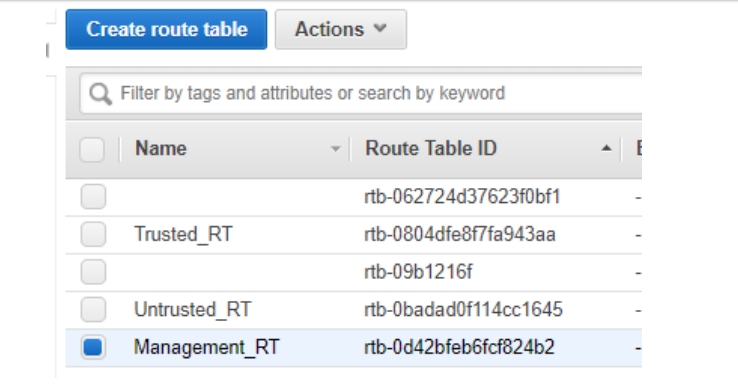 Create route table Actions
Filter by tags and attributes or search by keyword
Name Route Table ID
rtb-062724d37623f0bf1 -
Trusted_RT rtb-0804dfe8f7fa943aa -
rtb-09b1216f -
Untrusted_RT rtb-0badad0f114cc1645 -
Management_RT rtb-0d42bfeb6fcf824b2 -